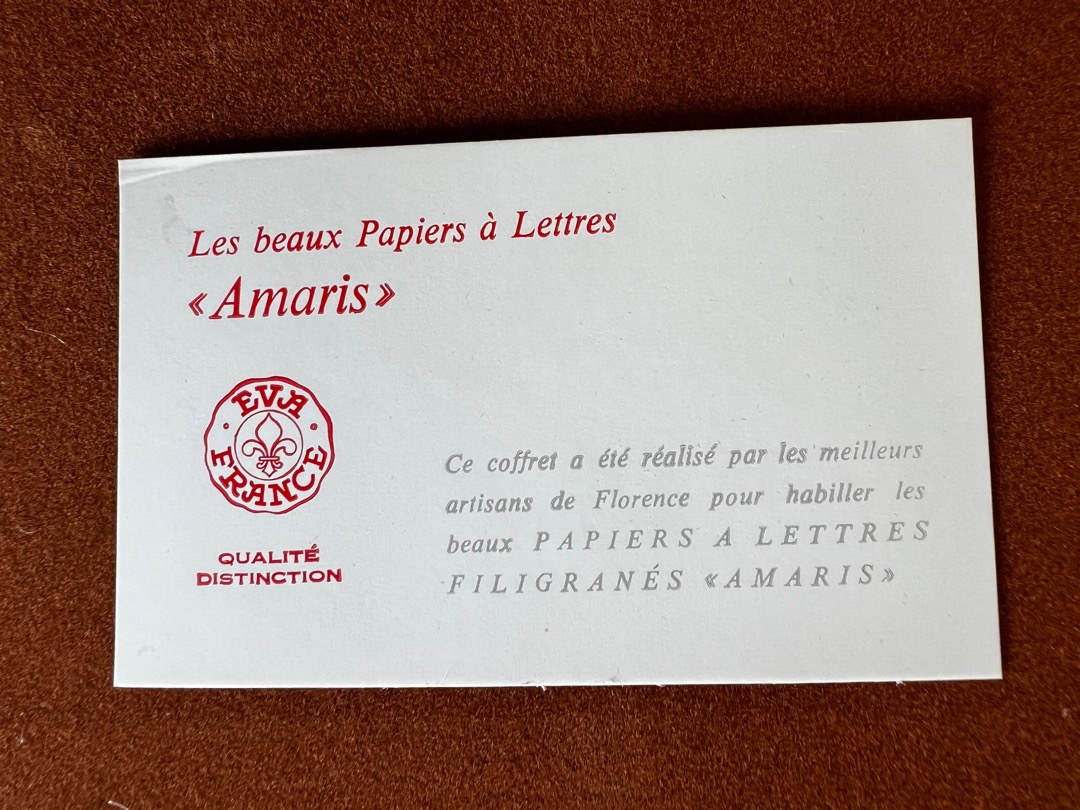 Les beaux Papiers à Lettres
«Amaris»
EVA
FRANCE
QUALITÉ
DISTINCTION
Ce coffret a été réalisé par les meilleurs
artisans de Florence pour habiller les
beaux PAPIERS A LETTRES
FILIGRANÉS «AMARIS»